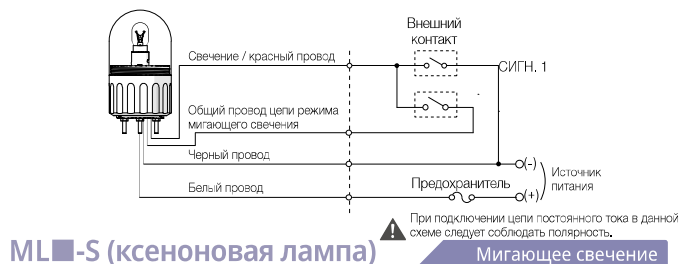 Внешний
контакт
Свечение / красный провод
СИГН. 1
Общий провод цепи режима
мигающего свечения
Черный провод
(-)
Источник
питания
Белый провод
Предохранитель
(+)
При подключении цепи постоянного тока в данной
схеме следует соблюдать полярность.
ML■-S (ксеноновая лампа)
Мигающее свечение